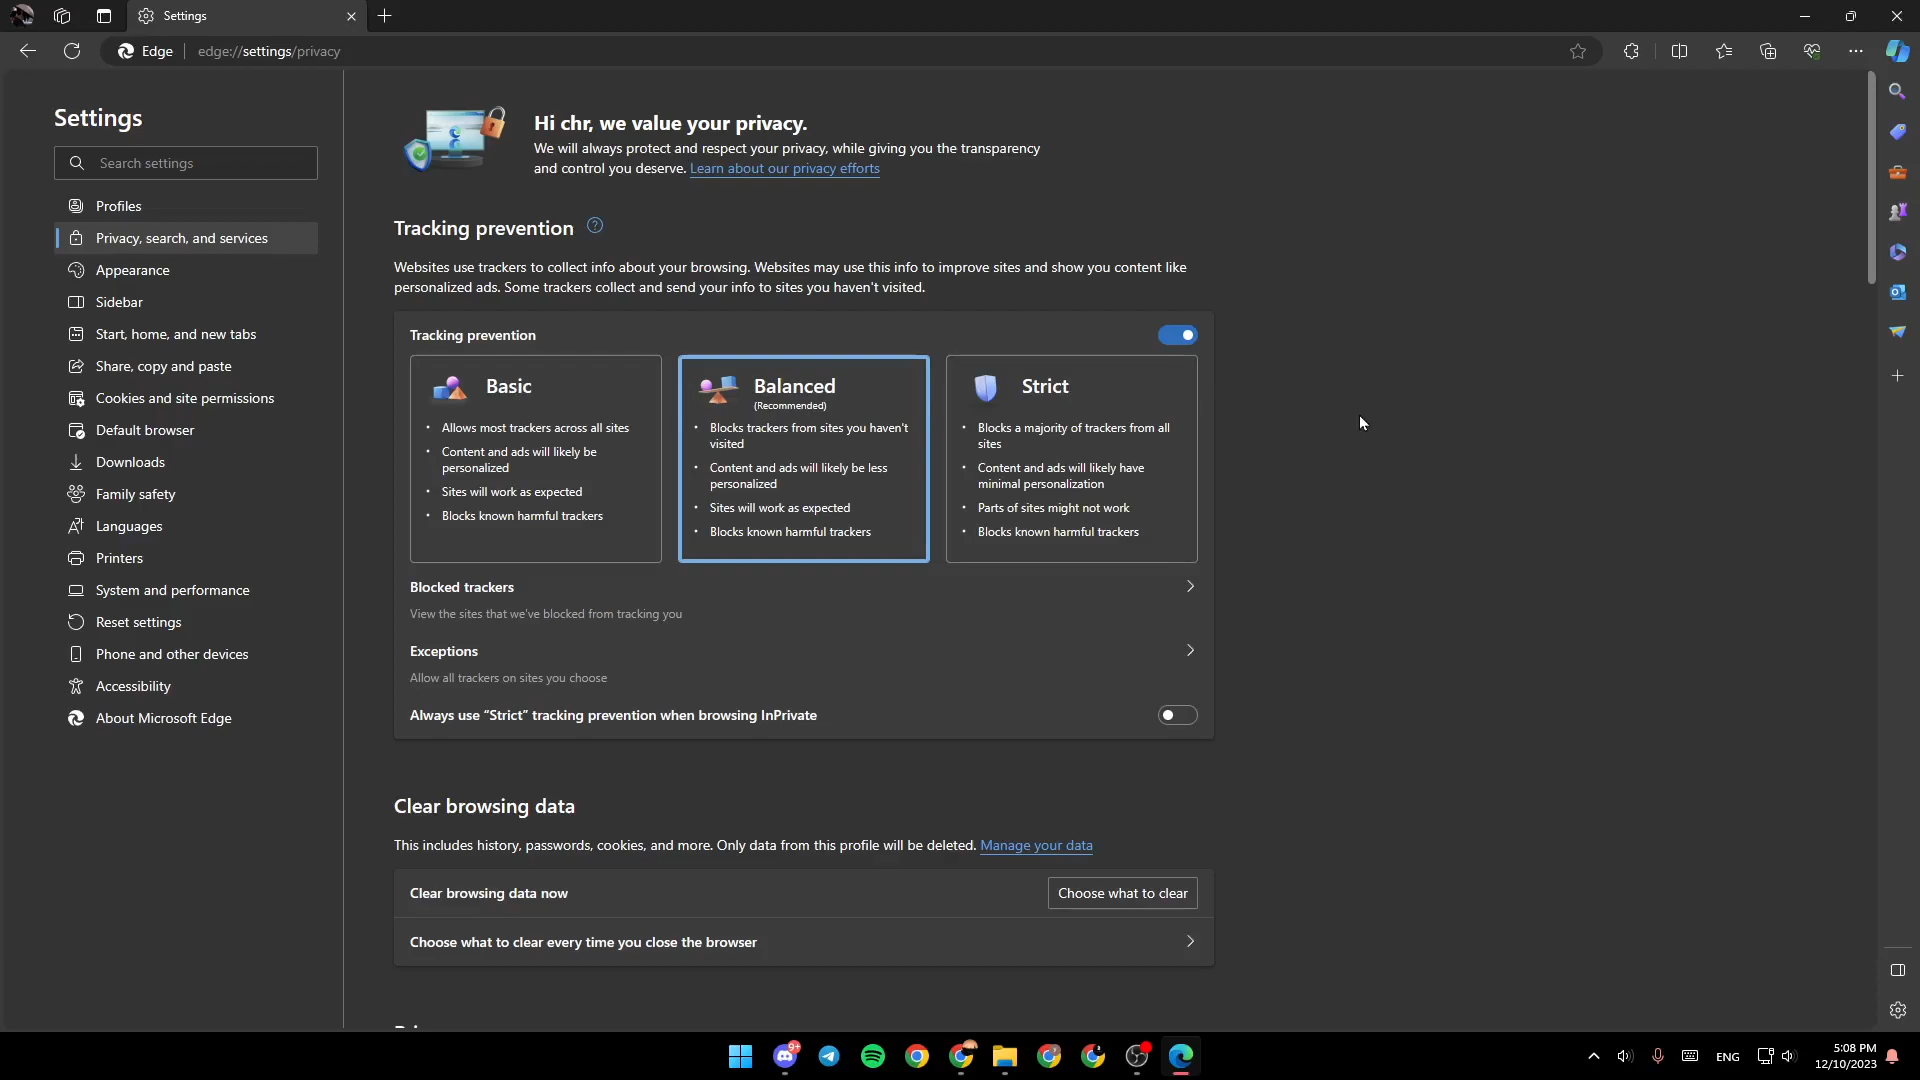 Settings
Edge
edge://settings/privacy
Settings
Search settings
Profiles
Privacy, search, and services
Appearance
Sidebar
Start, home, and new tabs
Share, copy and paste
Cookies and site permissions
Default browser
Downloads
Family safety
Languages
Printers
System and performance
Reset settings
Phone and other devices
Accessibility
About Microsoft Edge
Hi chr, we value your privacy.
We will always protect and respect your privacy, while giving you the transparency
and control you deserve. Learn about our privacy efforts
Tracking prevention
Websites use trackers to collect info about your browsing. Websites may use this info to improve sites and show you content like
personalized ads. Some trackers collect and send your info to sites you haven't visited.
Tracking prevention
Basic
• Allows most trackers across all sites
• Content and ads will likely be
personalized
• Sites will work as expected
• Blocks known harmful trackers
Balanced
(Recommended)
• Blocks trackers from sites you haven't
visited
• Content and ads will likely be less
personalized
• Sites will work as expected
• Blocks known harmful trackers
Strict
• Blocks a majority of trackers from all
sites
• Content and ads will likely have
minimal personalization
• Parts of sites might not work
• Blocks known harmful trackers
Blocked trackers
View the sites that we've blocked from tracking you
Exceptions
Allow all trackers on sites you choose
Always use "Strict" tracking prevention when browsing InPrivate
Clear browsing data
This includes history, passwords, cookies, and more. Only data from this profile will be deleted. Manage your data
Clear browsing data now
Choose what to clear
Choose what to clear every time you close the browser
9+
ENG
5:08 PM
12/10/2023